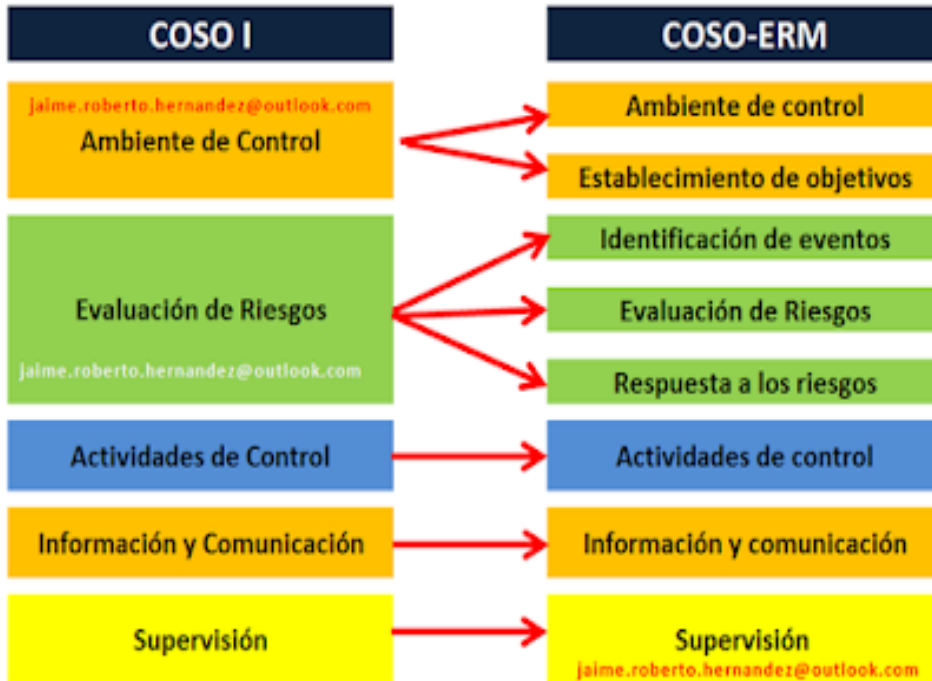 COSO I
COSO-ERM
jaime.roberto.hernandez@outlook.com
Ambiente de Control
Ambiente de control
Establecimiento de objetivos
Evaluación de Riesgos
jaime.roberto.hernandez@outlook.com
Identificación de eventos
Evaluación de Riesgos
Respuesta a los riesgos
Actividades de Control
Actividades de control
Información y Comunicación
Información y comunicación
Supervisión
Supervisión
jaime.roberto.hernandez@outlook.com